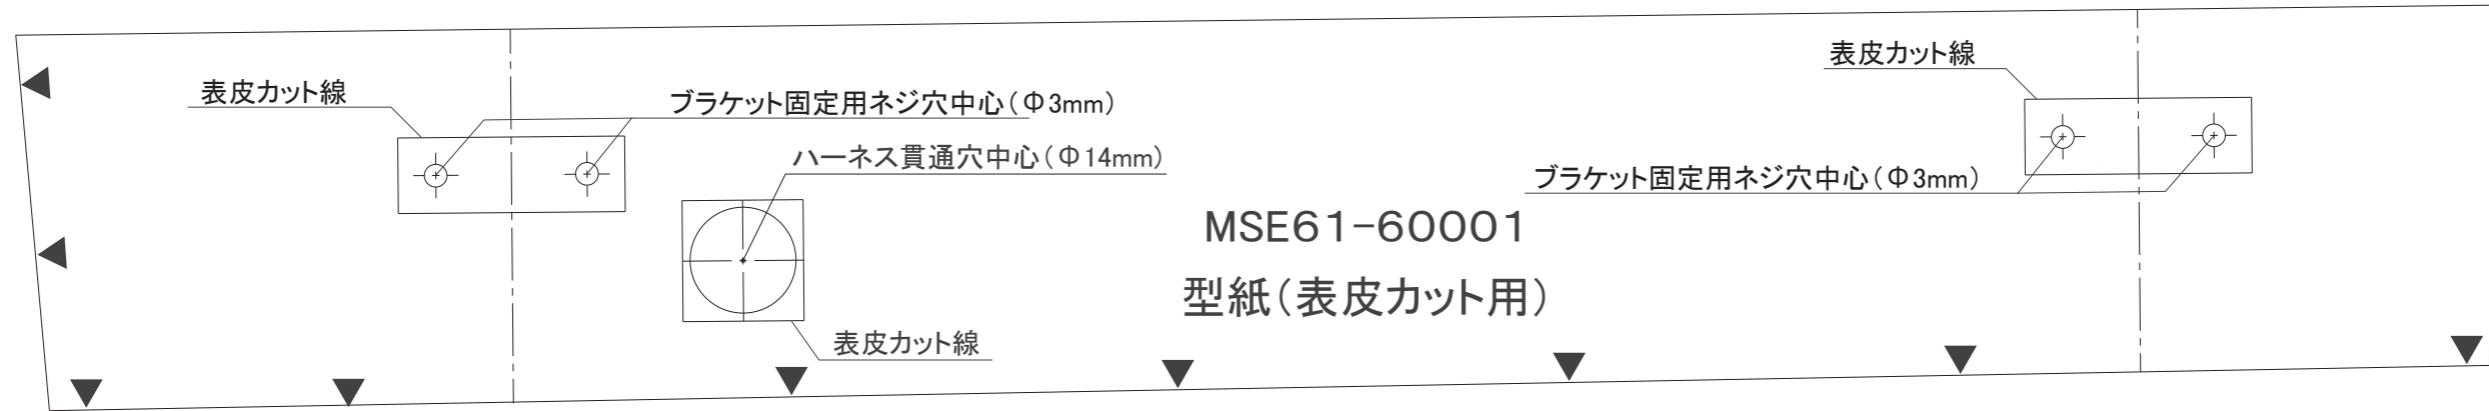 表皮カット線
表皮カット線
ブラケット固定用ネジ穴中心(Φ3mm)
ハーネス貫通穴中心(Φ14mm)
ブラケット固定用ネジ穴中心(Φ3mm)
MSE61-60001
型紙(表皮カット用)
表皮カット線